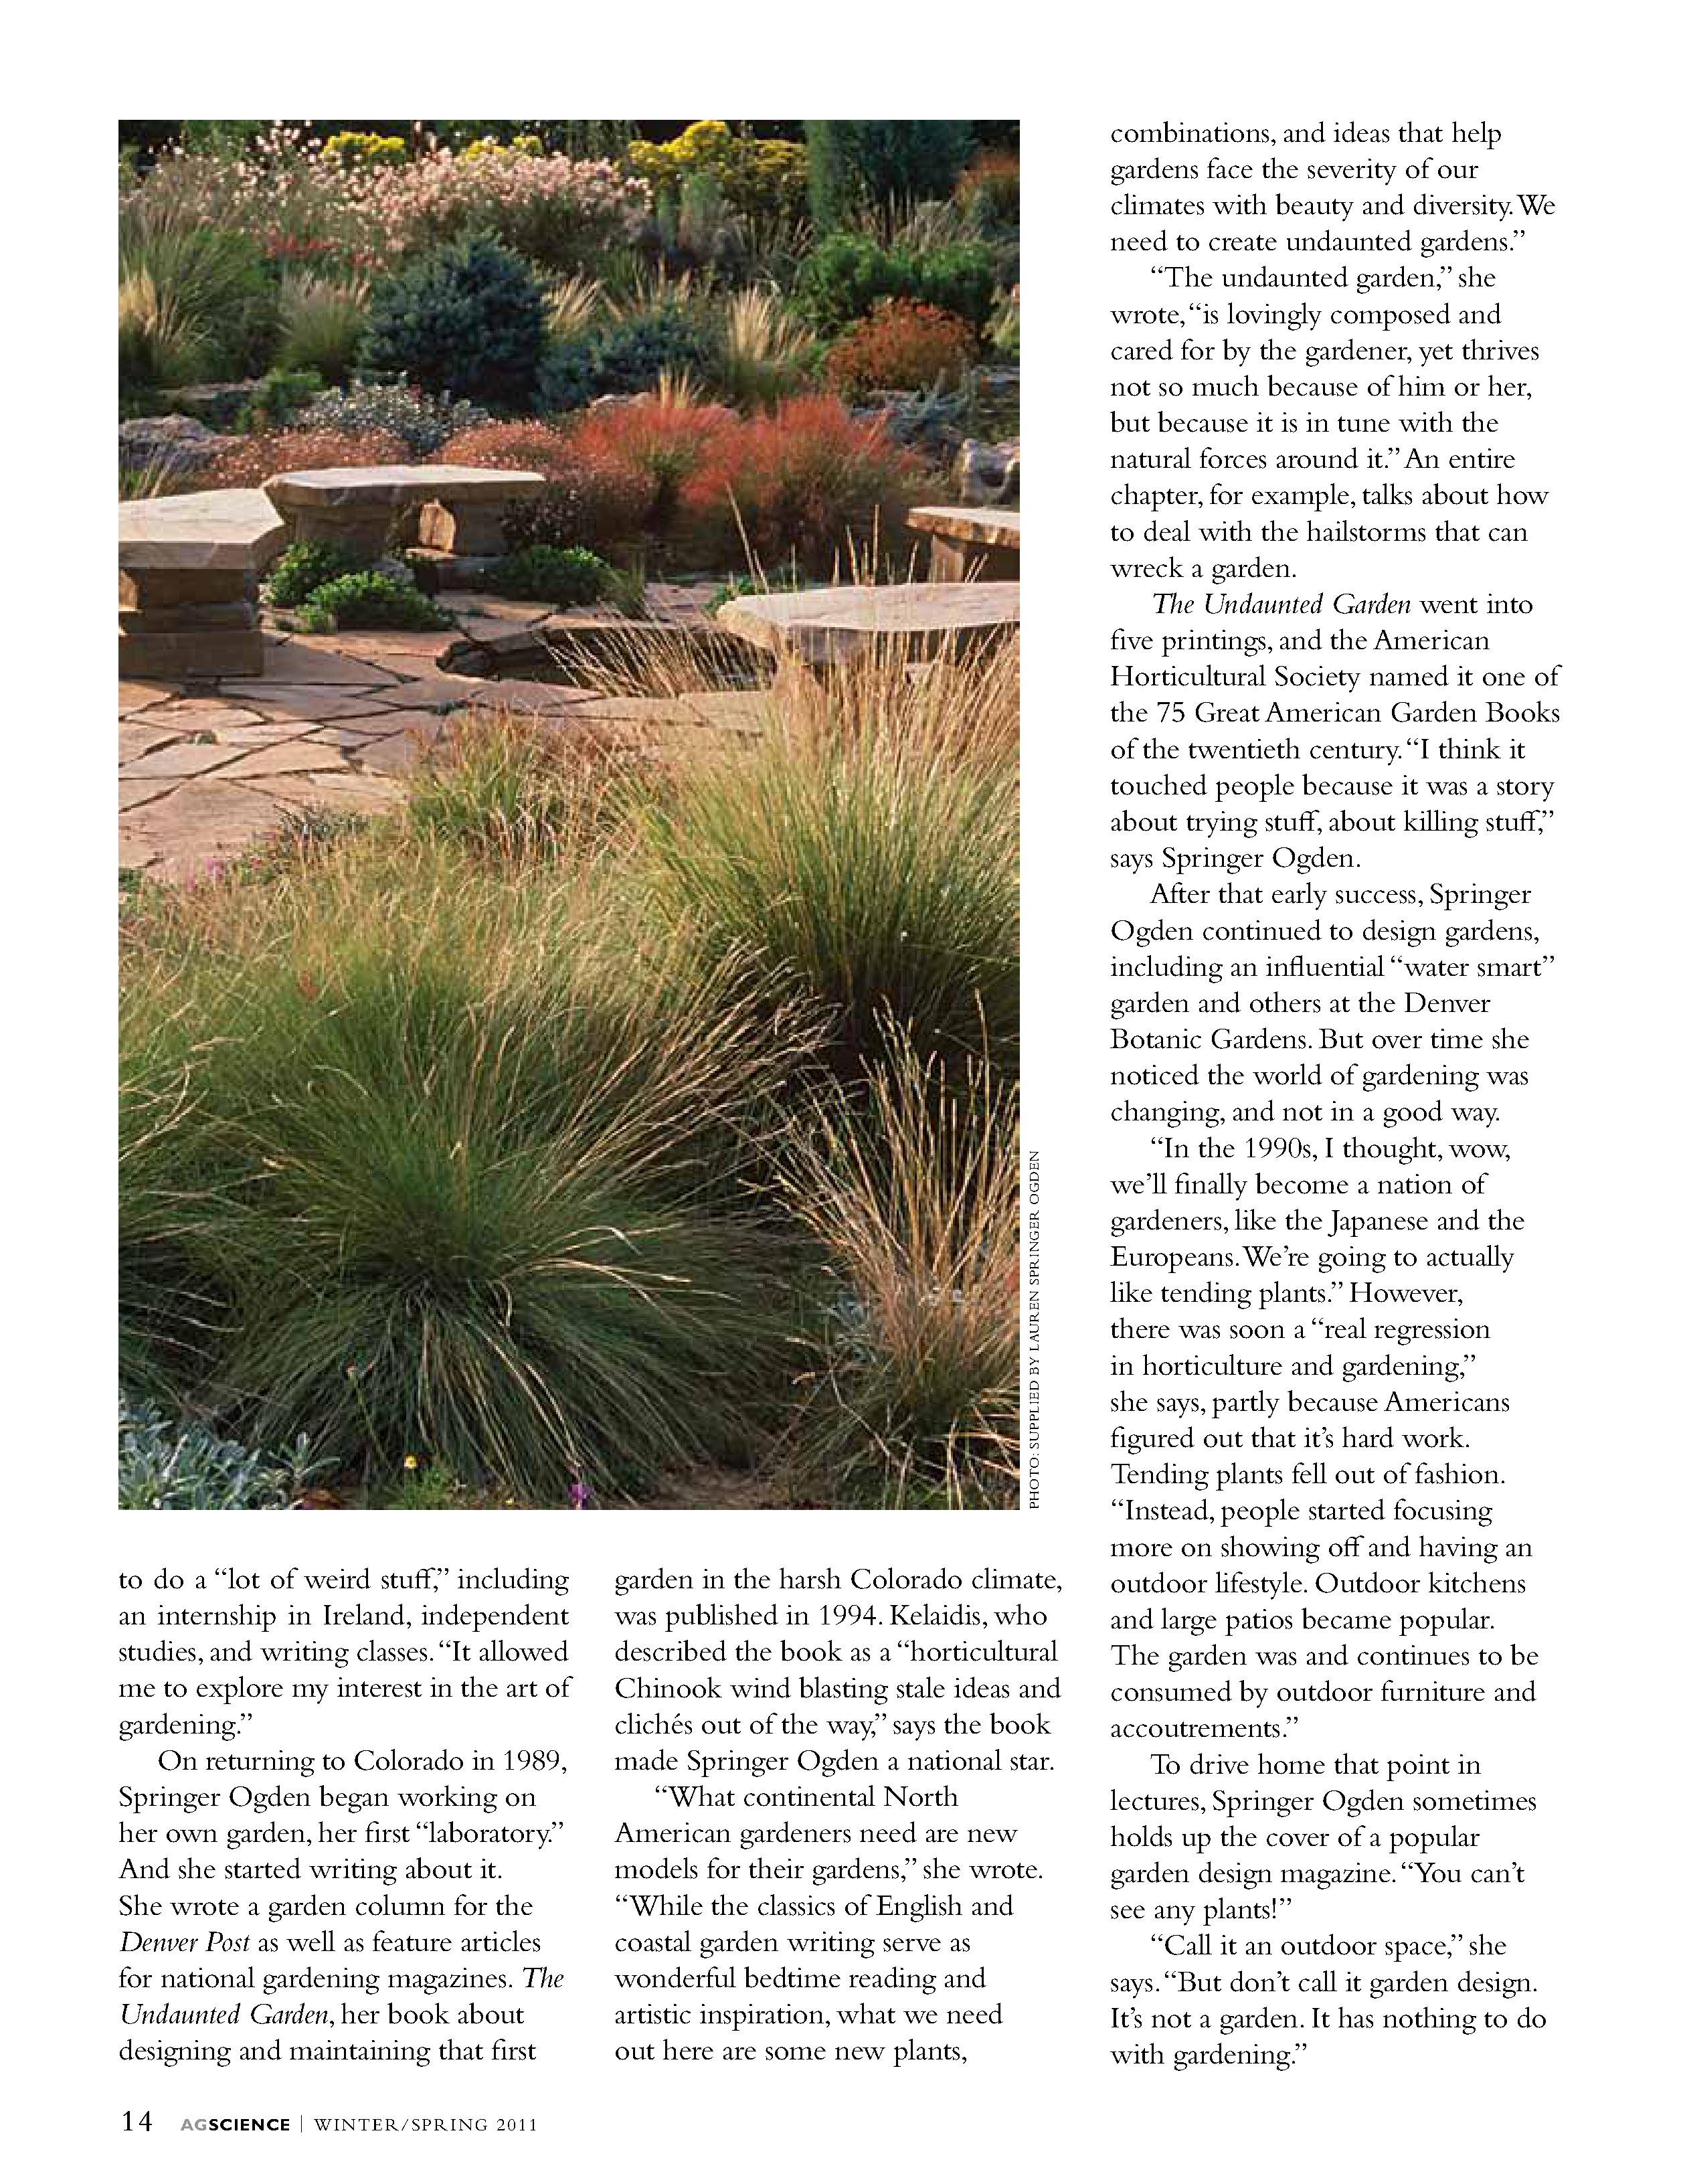 to do a “lot of weird stuff,” including
an internship in Ireland, independent
studies, and writing classes. “It allowed
me to explore my interest in the art of
gardening.”
On returning to Colorado in 1989,
Springer Ogden began working on
her own garden, her first “laboratory.”
And she started writing about it.
She wrote a garden column for the
Denver Post as well as feature articles
for national gardening magazines. The
Undaunted Garden, her book about
designing and maintaining that first
garden in the harsh Colorado climate,
was published in 1994. Kelaidis, who
described the book as a “horticultural
Chinook wind blasting stale ideas and
clichés out of the way,” says the book
made Springer Ogden a national star.
“What continental North
American gardeners need are new
models for their gardens,” she wrote.
“While the classics of English and
coastal garden writing serve as
wonderful bedtime reading and
artistic inspiration, what we need
out here are some new plants,
combinations, and ideas that help
gardens face the severity of our
climates with beauty and diversity. We
need to create undaunted gardens.”
“The undaunted garden,” she
wrote, “is lovingly composed and
cared for by the gardener, yet thrives
not so much because of him or her,
but because it is in tune with the
natural forces around it.” An entire
chapter, for example, talks about how
to deal with the hailstorms that can
wreck a garden.
The Undaunted Garden went into
five printings, and the American
Horticultural Society named it one of
the 75 Great American Garden Books
of the twentieth century. “I think it
touched people because it was a story
about trying stuff, about killing stuff,”
says Springer Ogden.
After that early success, Springer
Ogden continued to design gardens,
including an influential “water smart”
garden and others at the Denver
Botanic Gardens. But over time she
noticed the world of gardening was
changing, and not in a good way.
“In the 1990s, I thought, wow,
we’ll finally become a nation of
gardeners, like the Japanese and the
Europeans. We’re going to actually
like tending plants.” However,
there was soon a “real regression
in horticulture and gardening,”
she says, partly because Americans
figured out that it’s hard work.
Tending plants fell out of fashion.
“Instead, people started focusing
more on showing off and having an
outdoor lifestyle. Outdoor kitchens
and large patios became popular.
The garden was and continues to be
consumed by outdoor furniture and
accoutrements.”
To drive home that point in
lectures, Springer Ogden sometimes
holds up the cover of a popular
garden design magazine. “You can’t
see any plants!”
“Call it an outdoor space,” she
says. “But don’t call it garden design.
It’s not a garden. It has nothing to do
with gardening.”
PHOTO: SUPPLIED BY LAUREN SPRINGER OGDEN
14 AGSCIENCE | WINTER/SPRING 2011